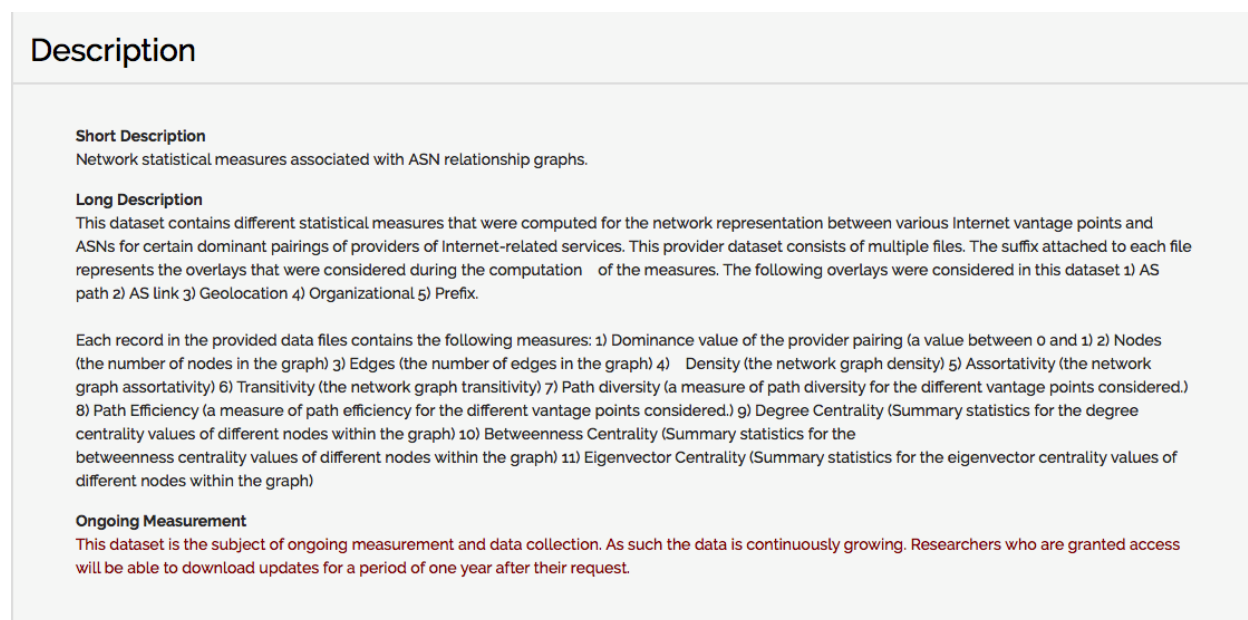 Description
Short Description
Network statistical measures associated with ASN relationship graphs.
Long Description
This dataset contains different statistical measures that were computed for the network representation between various Internet vantage points and
ASNs for certain dominant pairings of providers of Internet-related services. This provider dataset consists of multiple files. The suffix attached to each file
represents the overlays that were considered during the computation of the measures. The following overlays were considered in this dataset 1) AS
path 2) AS link 3) Geolocation 4) Organizational 5) Prefix.
Each record in the provided data files contains the following measures: 1) Dominance value of the provider pairing (a value between 0 and 1) 2) Nodes
(the number of nodes in the graph) 3) Edges (the number of edges in the graph) 4) Density (the network graph density) 5) Assortativity (the network
graph assortativity) 6) Transitivity (the network graph transitivity) 7) Path diversity (a measure of path diversity for the different vantage points considered.)
8) Path Efficiency (a measure of path efficiency for the different vantage points considered.) 9) Degree Centrality (Summary statistics for the degree
centrality values of different nodes within the graph) 10) Betweenness Centrality (Summary statistics for the
betweenness centrality values of different nodes within the graph) 11) Eigenvector Centrality (Summary statistics for the eigenvector centrality values of
different nodes within the graph)
Ongoing Measurement
This dataset is the subject of ongoing measurement and data collection. As such the data is continuously growing. Researchers who are granted access
will be able to download updates for a period of one year after their request.